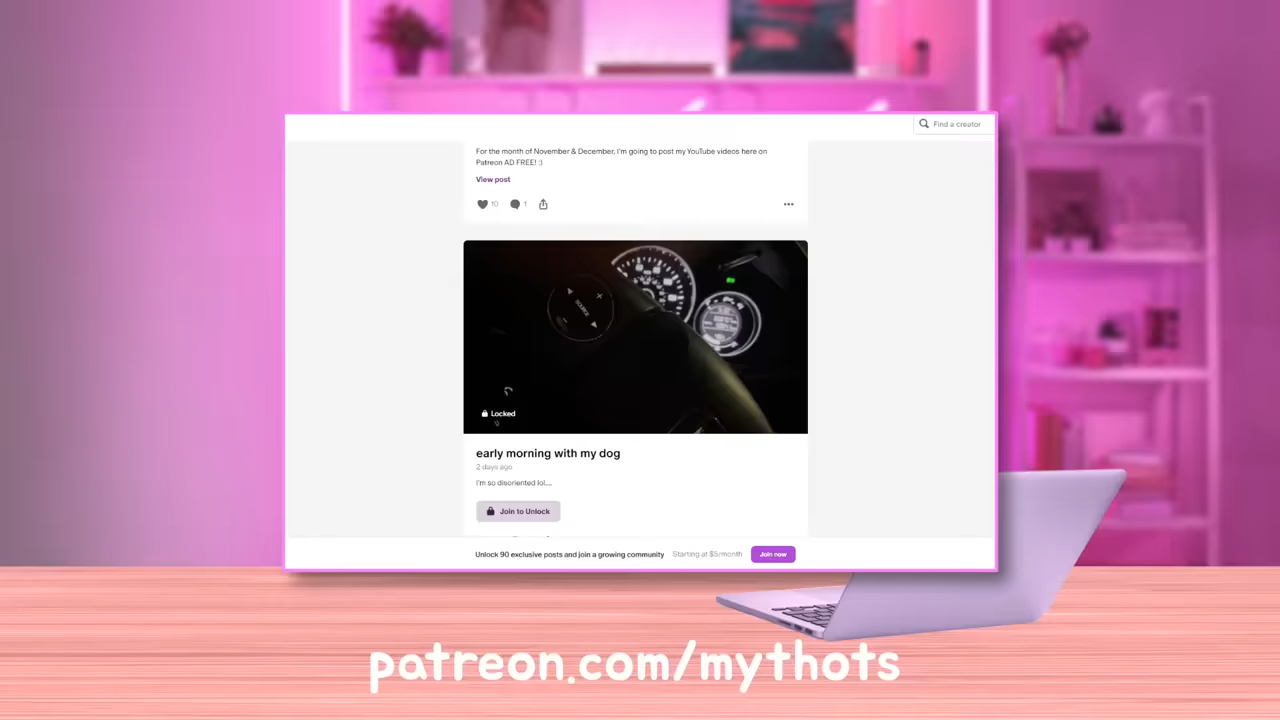 Find a creator
For the month of November & December, I'm going to post my YouTube videos here on
Patreon AD FREE! :)
View post
10
1
SOURCE
Locked
early morning with my dog
2 days ago
I'm so disoriented lol....
Join to Unlock
Unlock 90 exclusive posts and join a growing community Starting at $5/month Join now
patreon.com/mythots